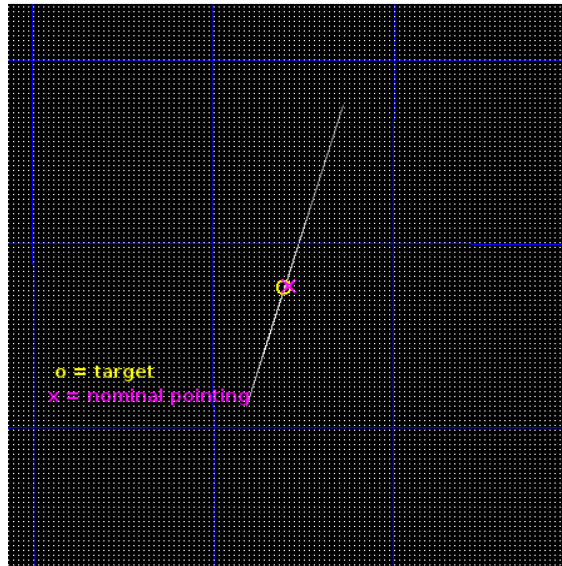 o = target
x = nominal pointing